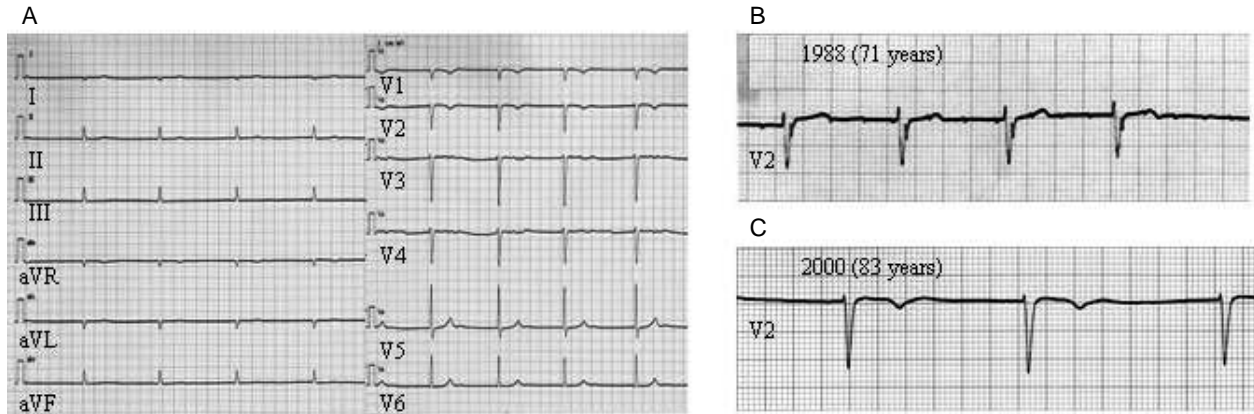 A
I
II
III
aVR
aVL
aVF
V1
V2
V3
V4
V5
V6
B
1988 (71 years)
V2
C
2000 (83 years)
V2